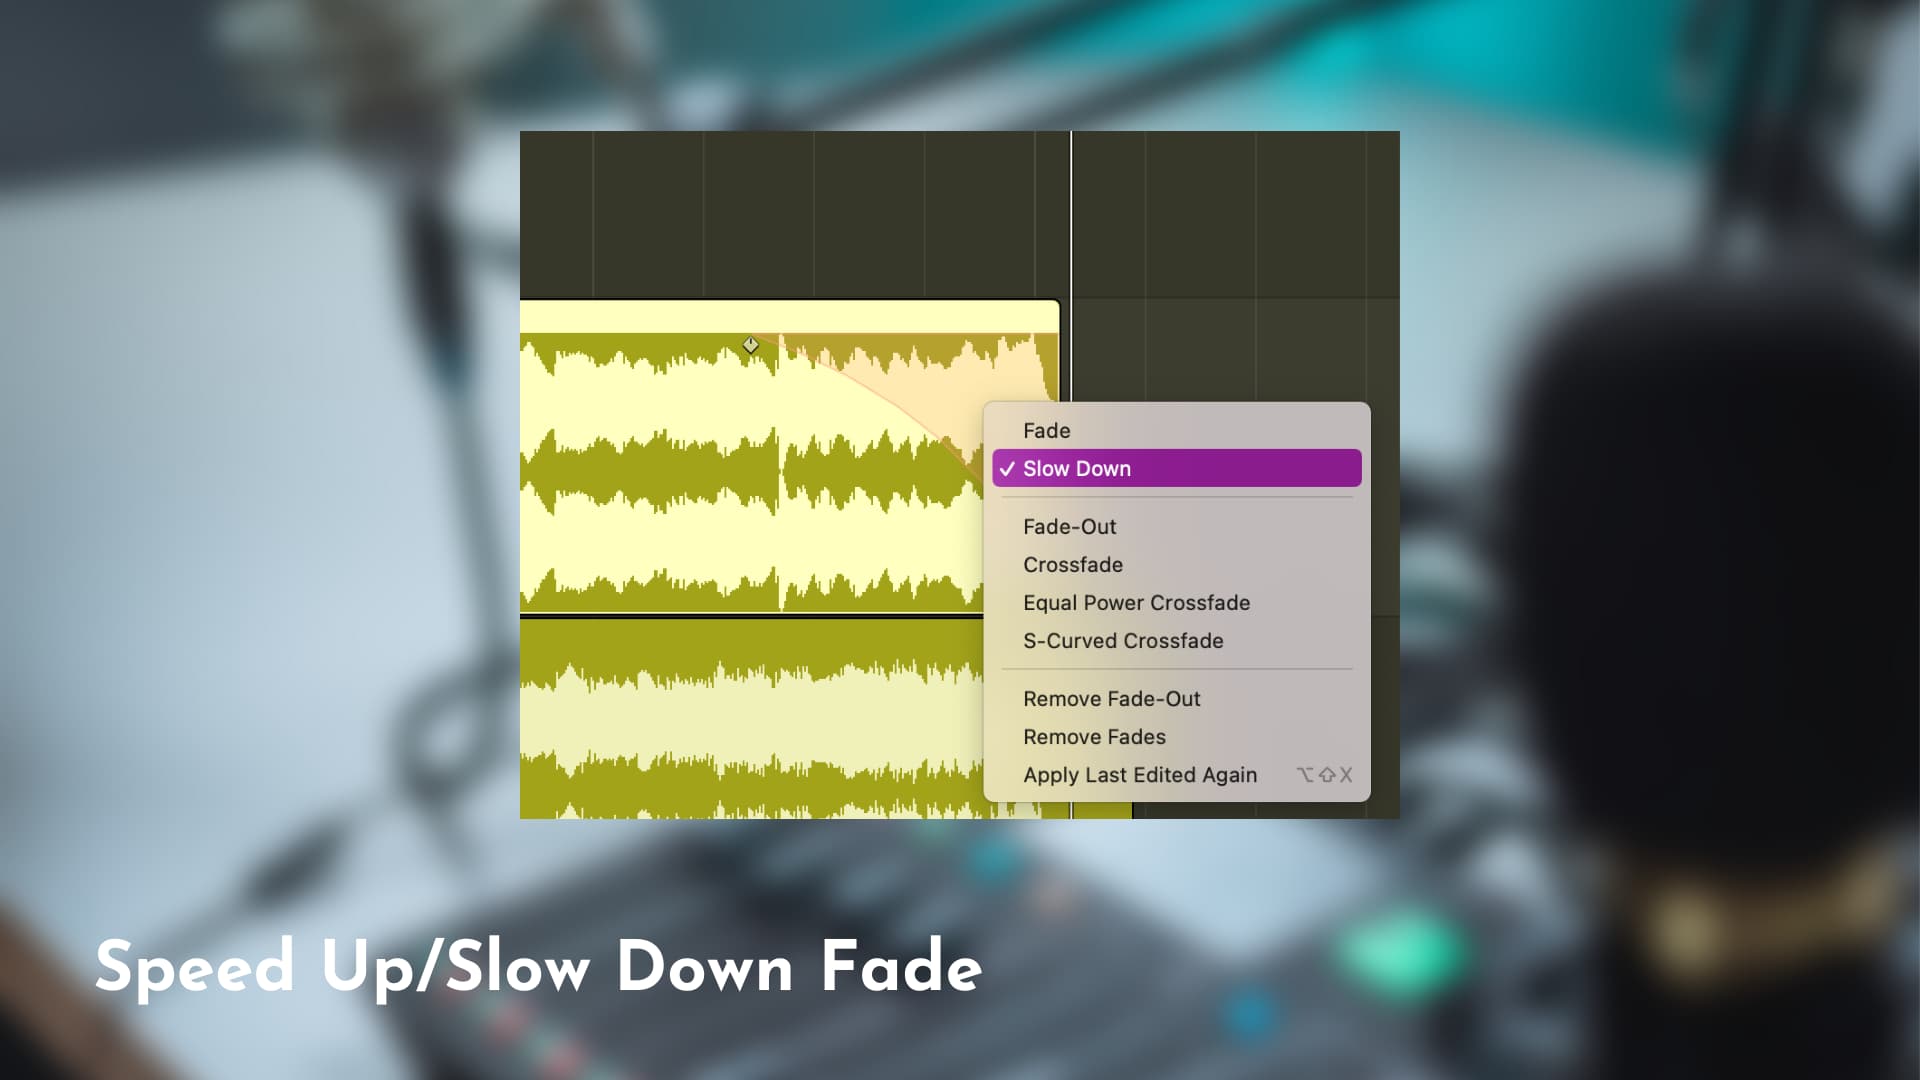 Fade
✓ Slow Down
Fade-Out
Crossfade
Equal Power Crossfade
S-Curved Crossfade
Remove Fade-Out
Remove Fades
Apply Last Edited Again ⌥⇧X
Speed Up/Slow Down Fade